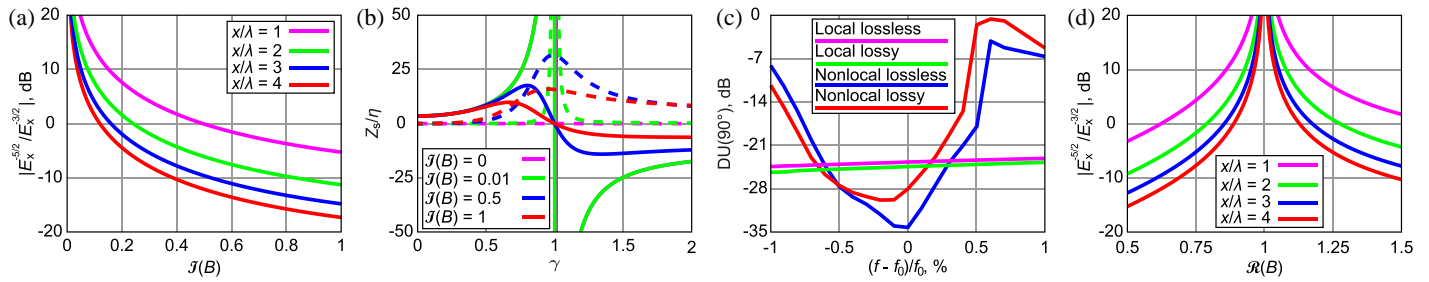 (a)
20
10
0
-10
-20
|E_x^{-5/2}/E_x^{-3/2}|, dB
0
0.2
0.4
0.6
0.8
1
ℐ(B)
x/λ = 1
x/λ = 2
x/λ = 3
x/λ = 4
(b)
50
25
0
-25
-50
Z_s/η
0
0.5
1
1.5
2
γ
ℐ(B) = 0
ℐ(B) = 0.01
ℐ(B) = 0.5
ℐ(B) = 1
(c)
0
-7
-14
-21
-28
-35
DU(90°), dB
-1
-0.5
0
0.5
1
(f - f_0)/f_0, %
Local lossless
Local lossy
Nonlocal lossless
Nonlocal lossy
(d)
20
10
0
-10
-20
|E_x^{-5/2}/E_x^{-3/2}|, dB
0.5
0.75
1
1.25
1.5
ℛ(B)
x/λ = 1
x/λ = 2
x/λ = 3
x/λ = 4